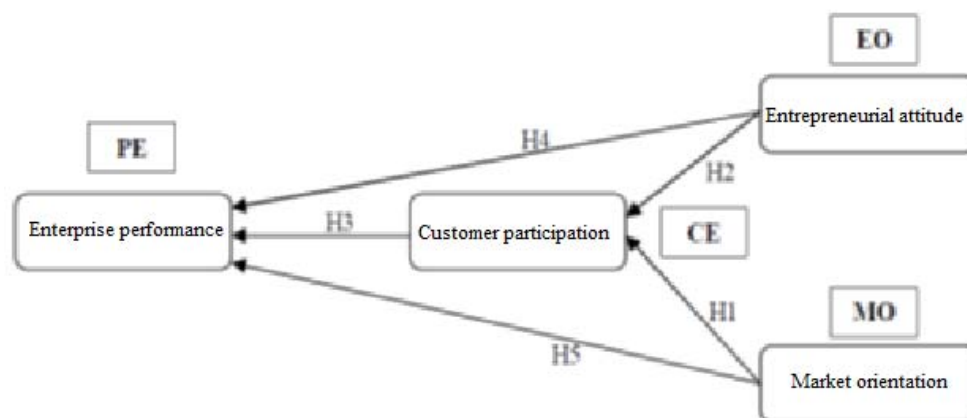 EO
Entrepreneurial attitude
PE
H4
H2
Enterprise performance
H3
Customer participation
CE
H1
MO
H5
Market orientation